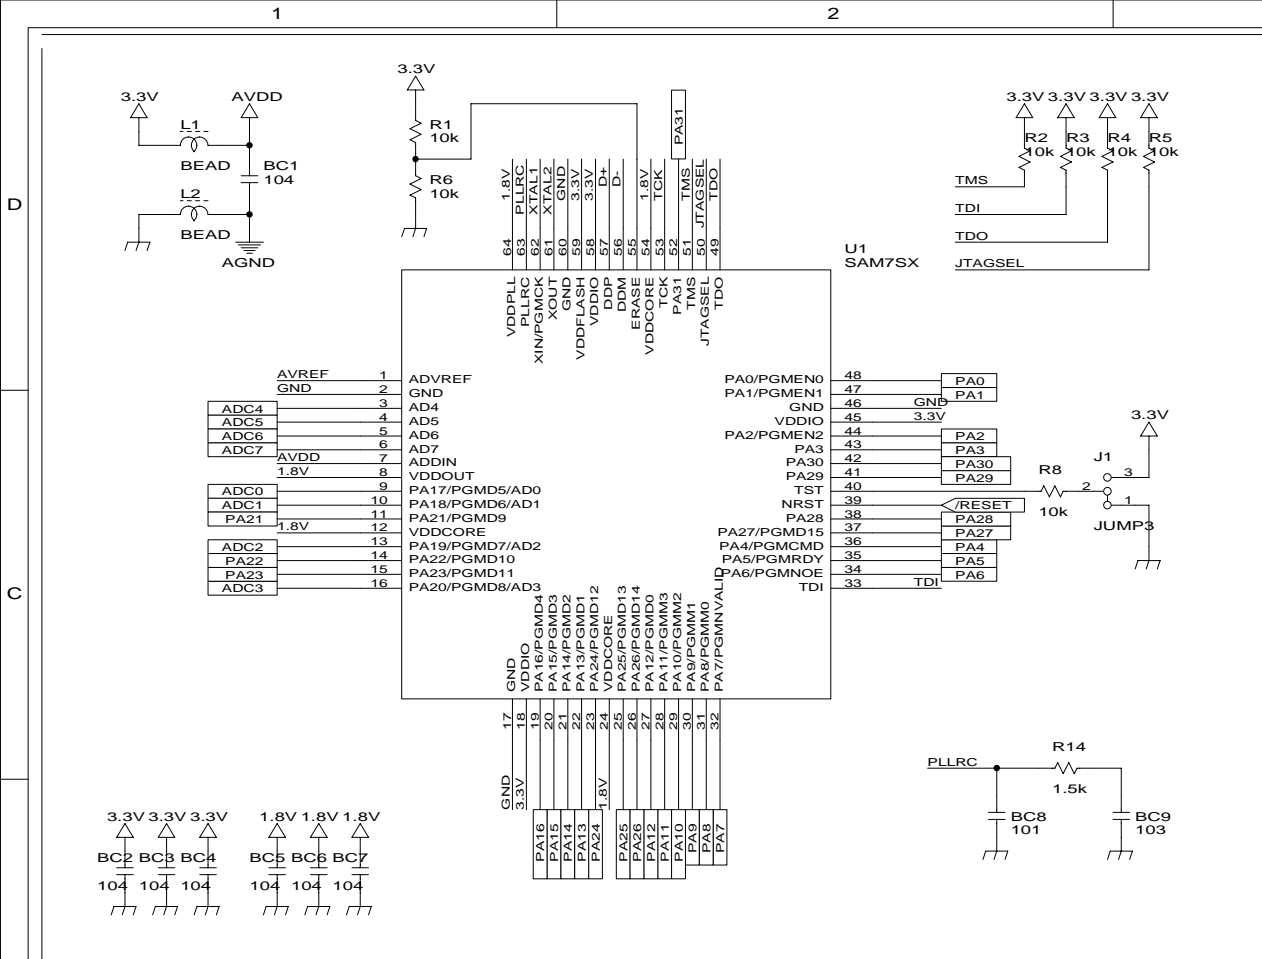 1 2
D
C
3.3V AVDD
L1
BEAD
BC1
104
L2
BEAD
AGND
3.3V
R1
10k
R6
10k
PA31
3.3V 3.3V 3.3V 3.3V
R2 R3 R4 R5
10k 10k 10k 10k
TMS
TDI
TDO
JTAGSEL
U1
SAM7SX
1.8V PLLRC XTAL1 XTAL2 GND 3.3V 3.3V D+ D- 1.8V TCK TMS JTAGSEL TDO
64 63 62 61 60 59 58 57 56 55 54 53 52 51 50 49
VDDPLL PLLRC XIN/PGMCK XOUT GND VDDFLASH VDDIO DDP DDM ERASE VDDCORE TCK PA31 TMS JTAGSEL TDO
AVREF 1 ADVREF
GND 2 GND
ADC4 3 AD4
ADC5 4 AD5
ADC6 5 AD6
ADC7 6 AD7
AVDD 7 ADDIN
1.8V 8 VDDOUT
ADC0 9 PA17/PGMD5/AD0
ADC1 10 PA18/PGMD6/AD1
PA21 11 PA21/PGMD9
1.8V 12 VDDCORE
ADC2 13 PA19/PGMD7/AD2
PA22 14 PA22/PGMD10
PA23 15 PA23/PGMD11
ADC3 16 PA20/PGMD8/AD3
PA0/PGMEN0 48 PA0
PA1/PGMEN1 47 PA1
GND 46 GND
VDDIO 45 3.3V
PA2/PGMEN2 44 PA2
PA3 43 PA3
PA30 42 PA30
PA29 41 PA29
TST 40
NRST 39 /RESET
PA28 38 PA28
PA27/PGMD15 37 PA27
PA4/PGMCMD 36 PA4
PA5/PGMRDY 35 PA5
PA6/PGMNOE 34 PA6
TDI 33 TDI
R8
10k
3.3V
J1
3
2
1
JUMP3
GND VDDIO PA16/PGMD4 PA15/PGMD3 PA14/PGMD2 PA13/PGMD1 PA24/PGMD12 VDDCORE PA25/PGMD13 PA26/PGMD14 PA12/PGMD0 PA11/PGMM3 PA10/PGMM2 PA9/PGMM1 PA8/PGMM0 PA7/PGMNVALID
17 18 19 20 21 22 23 24 25 26 27 28 29 30 31 32
GND 3.3V PA16 PA15 PA14 PA13 PA24 1.8V PA25 PA26 PA12 PA11 PA10 PA9 PA8 PA7
PLLRC
R14
1.5k
BC8
101
BC9
103
3.3V 3.3V 3.3V 1.8V 1.8V 1.8V
BC2 BC3 BC4 BC5 BC6 BC7
104 104 104 104 104 104